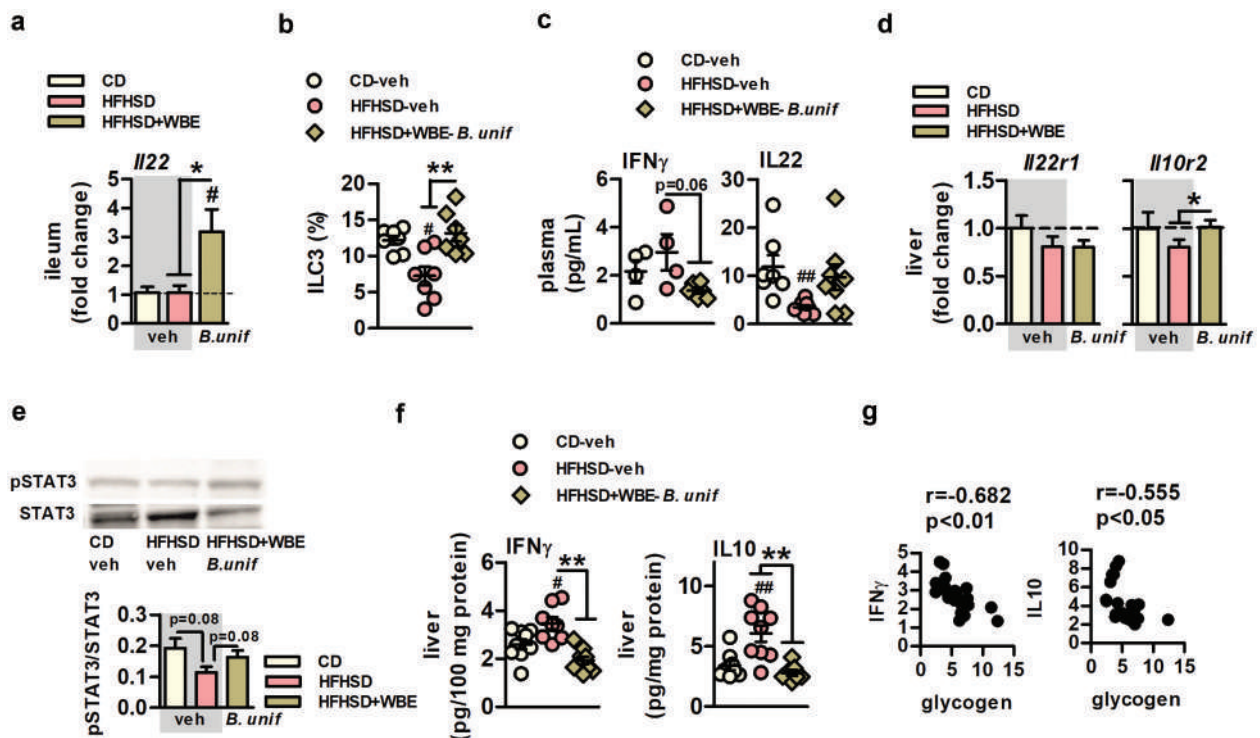 a
CD
HFHSD
HFHSD+WBE
Il22
*
#
ileum
(fold change)
5
4
3
2
1
0
veh
B.unif
b
CD-veh
HFHSD-veh
HFHSD+WBE- B. unif
**
#
ILC3 (%)
20
15
10
5
0
c
CD-veh
HFHSD-veh
HFHSD+WBE- B. unif
IFNγ
p=0.06
plasma
(pg/mL)
6
4
2
0
IL22
##
30
20
10
0
d
CD
HFHSD
HFHSD+WBE
Il22r1
Il10r2
*
liver
(fold change)
1.5
1.0
0.5
0.0
veh
B.unif
veh
B.unif
e
pSTAT3
STAT3
CD HFHSD HFHSD+WBE
veh veh B.unif
pSTAT3/STAT3
0.3
0.2
0.1
0.0
p=0.08
p=0.08
veh
B.unif
CD
HFHSD
HFHSD+WBE
f
CD-veh
HFHSD-veh
HFHSD+WBE- B. unif
IFNγ
**
#
liver
(pg/100 mg protein)
6
4
2
0
IL10
**
##
liver
(pg/mg protein)
10
5
0
g
r=-0.682
p<0.01
IFNγ
5
4
3
2
1
0
0 5 10 15
glycogen
r=-0.555
p<0.05
IL10
10
8
6
4
2
0
0 5 10 15
glycogen